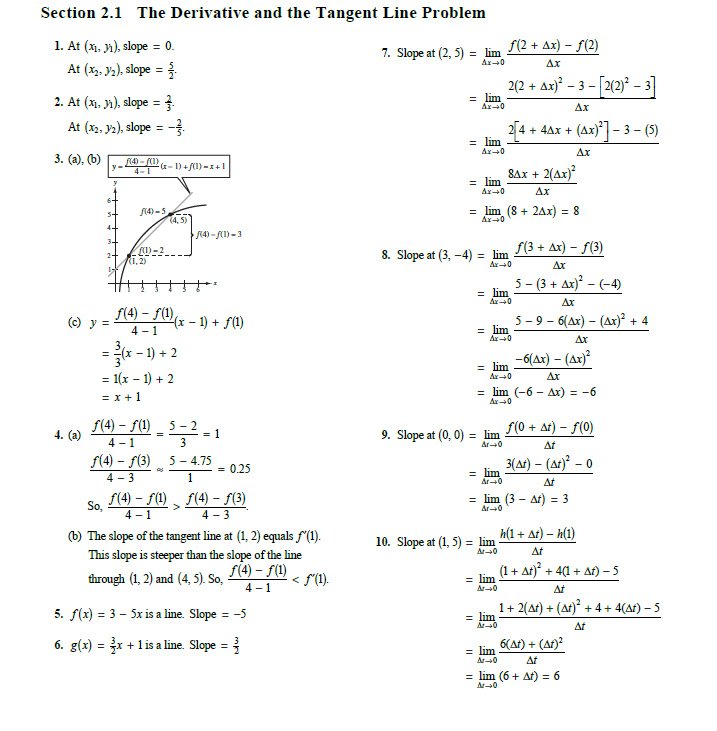 Section 2.1 The Derivative and the Tangent Line Problem
1. At (x₁, y₁), slope = 0.
At (x₂, y₂), slope = 5/2.
2. At (x₁, y₁), slope = 2/3.
At (x₂, y₂), slope = −2/5.
3. (a), (b)
y = (f(4) − f(1))/(4 − 1) (x − 1) + f(1) = x + 1
y
6
5
4
3
2
1
f(4) = 5
(4, 5)
f(4) − f(1) = 3
f(1) = 2
(1, 2)
1 2 3 4 5 6
x
(c) y = (f(4) − f(1))/(4 − 1) (x − 1) + f(1)
= 3/3 (x − 1) + 2
= 1(x − 1) + 2
= x + 1
4. (a) (f(4) − f(1))/(4 − 1) = (5 − 2)/3 = 1
(f(4) − f(3))/(4 − 3) ≈ (5 − 4.75)/1 = 0.25
So, (f(4) − f(1))/(4 − 1) > (f(4) − f(3))/(4 − 3).
(b) The slope of the tangent line at (1, 2) equals f′(1).
This slope is steeper than the slope of the line
through (1, 2) and (4, 5). So, (f(4) − f(1))/(4 − 1) < f′(1).
5. f(x) = 3 − 5x is a line. Slope = −5
6. g(x) = 3/2 x + 1 is a line. Slope = 3/2
7. Slope at (2, 5) = lim Δx→0 (f(2 + Δx) − f(2))/Δx
= lim Δx→0 (2(2 + Δx)² − 3 − [2(2)² − 3])/Δx
= lim Δx→0 (2[4 + 4Δx + (Δx)²] − 3 − (5))/Δx
= lim Δx→0 (8Δx + 2(Δx)²)/Δx
= lim Δx→0 (8 + 2Δx) = 8
8. Slope at (3, −4) = lim Δx→0 (f(3 + Δx) − f(3))/Δx
= lim Δx→0 (5 − (3 + Δx)² − (−4))/Δx
= lim Δx→0 (5 − 9 − 6(Δx) − (Δx)² + 4)/Δx
= lim Δx→0 (−6(Δx) − (Δx)²)/Δx
= lim Δx→0 (−6 − Δx) = −6
9. Slope at (0, 0) = lim Δt→0 (f(0 + Δt) − f(0))/Δt
= lim Δt→0 (3(Δt) − (Δt)² − 0)/Δt
= lim Δt→0 (3 − Δt) = 3
10. Slope at (1, 5) = lim Δt→0 (h(1 + Δt) − h(1))/Δt
= lim Δt→0 ((1 + Δt)² + 4(1 + Δt) − 5)/Δt
= lim Δt→0 (1 + 2(Δt) + (Δt)² + 4 + 4(Δt) − 5)/Δt
= lim Δt→0 (6(Δt) + (Δt)²)/Δt
= lim Δt→0 (6 + Δt) = 6